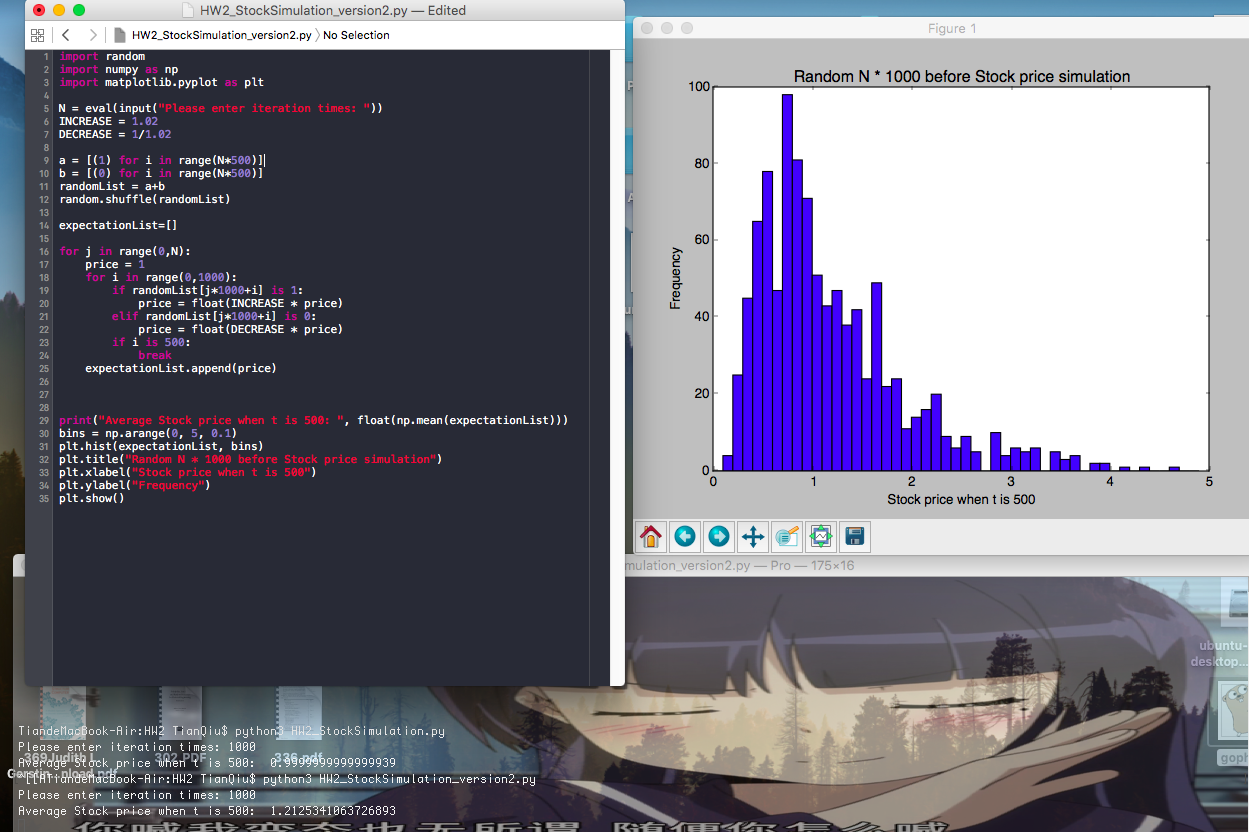 HW2_StockSimulation_version2.py — Edited
HW2_StockSimulation_version2.py 〉No Selection
1 import random
2 import numpy as np
3 import matplotlib.pyplot as plt
4
5 N = eval(input("Please enter iteration times: "))
6 INCREASE = 1.02
7 DECREASE = 1/1.02
8
9 a = [(1) for i in range(N*500)]
10 b = [(0) for i in range(N*500)]
11 randomList = a+b
12 random.shuffle(randomList)
13
14 expectationList=[]
15
16 for j in range(0,N):
17     price = 1
18     for i in range(0,1000):
19         if randomList[j*1000+i] is 1:
20             price = float(INCREASE * price)
21         elif randomList[j*1000+i] is 0:
22             price = float(DECREASE * price)
23         if i is 500:
24             break
25     expectationList.append(price)
26
27
28
29 print("Average Stock price when t is 500: ", float(np.mean(expectationList)))
30 bins = np.arange(0, 5, 0.1)
31 plt.hist(expectationList, bins)
32 plt.title("Random N * 1000 before Stock price simulation")
33 plt.xlabel("Stock price when t is 500")
34 plt.ylabel("Frequency")
35 plt.show()
Figure 1
Random N * 1000 before Stock price simulation
100
80
60
40
20
0
Frequency
0 1 2 3 4 5
Stock price when t is 500
mulation_version2.py — Pro — 175×16
ubuntu-
desktop...
goph
TiandeMacBook-Air:HW2 TianQiu$ python3 HW2_StockSimulation.py
Please enter iteration times: 1000
336.pdf
302.PDF
Average Stock price when t is 500:
TiandeMacBook-Air:HW2 TianQiu$ python3 HW2_StockSimulation_version2.py
Please enter iteration times: 1000
Average Stock price when t is 500:  1.2125341063726893
你喊我变态也无所谓 随便你怎么喊